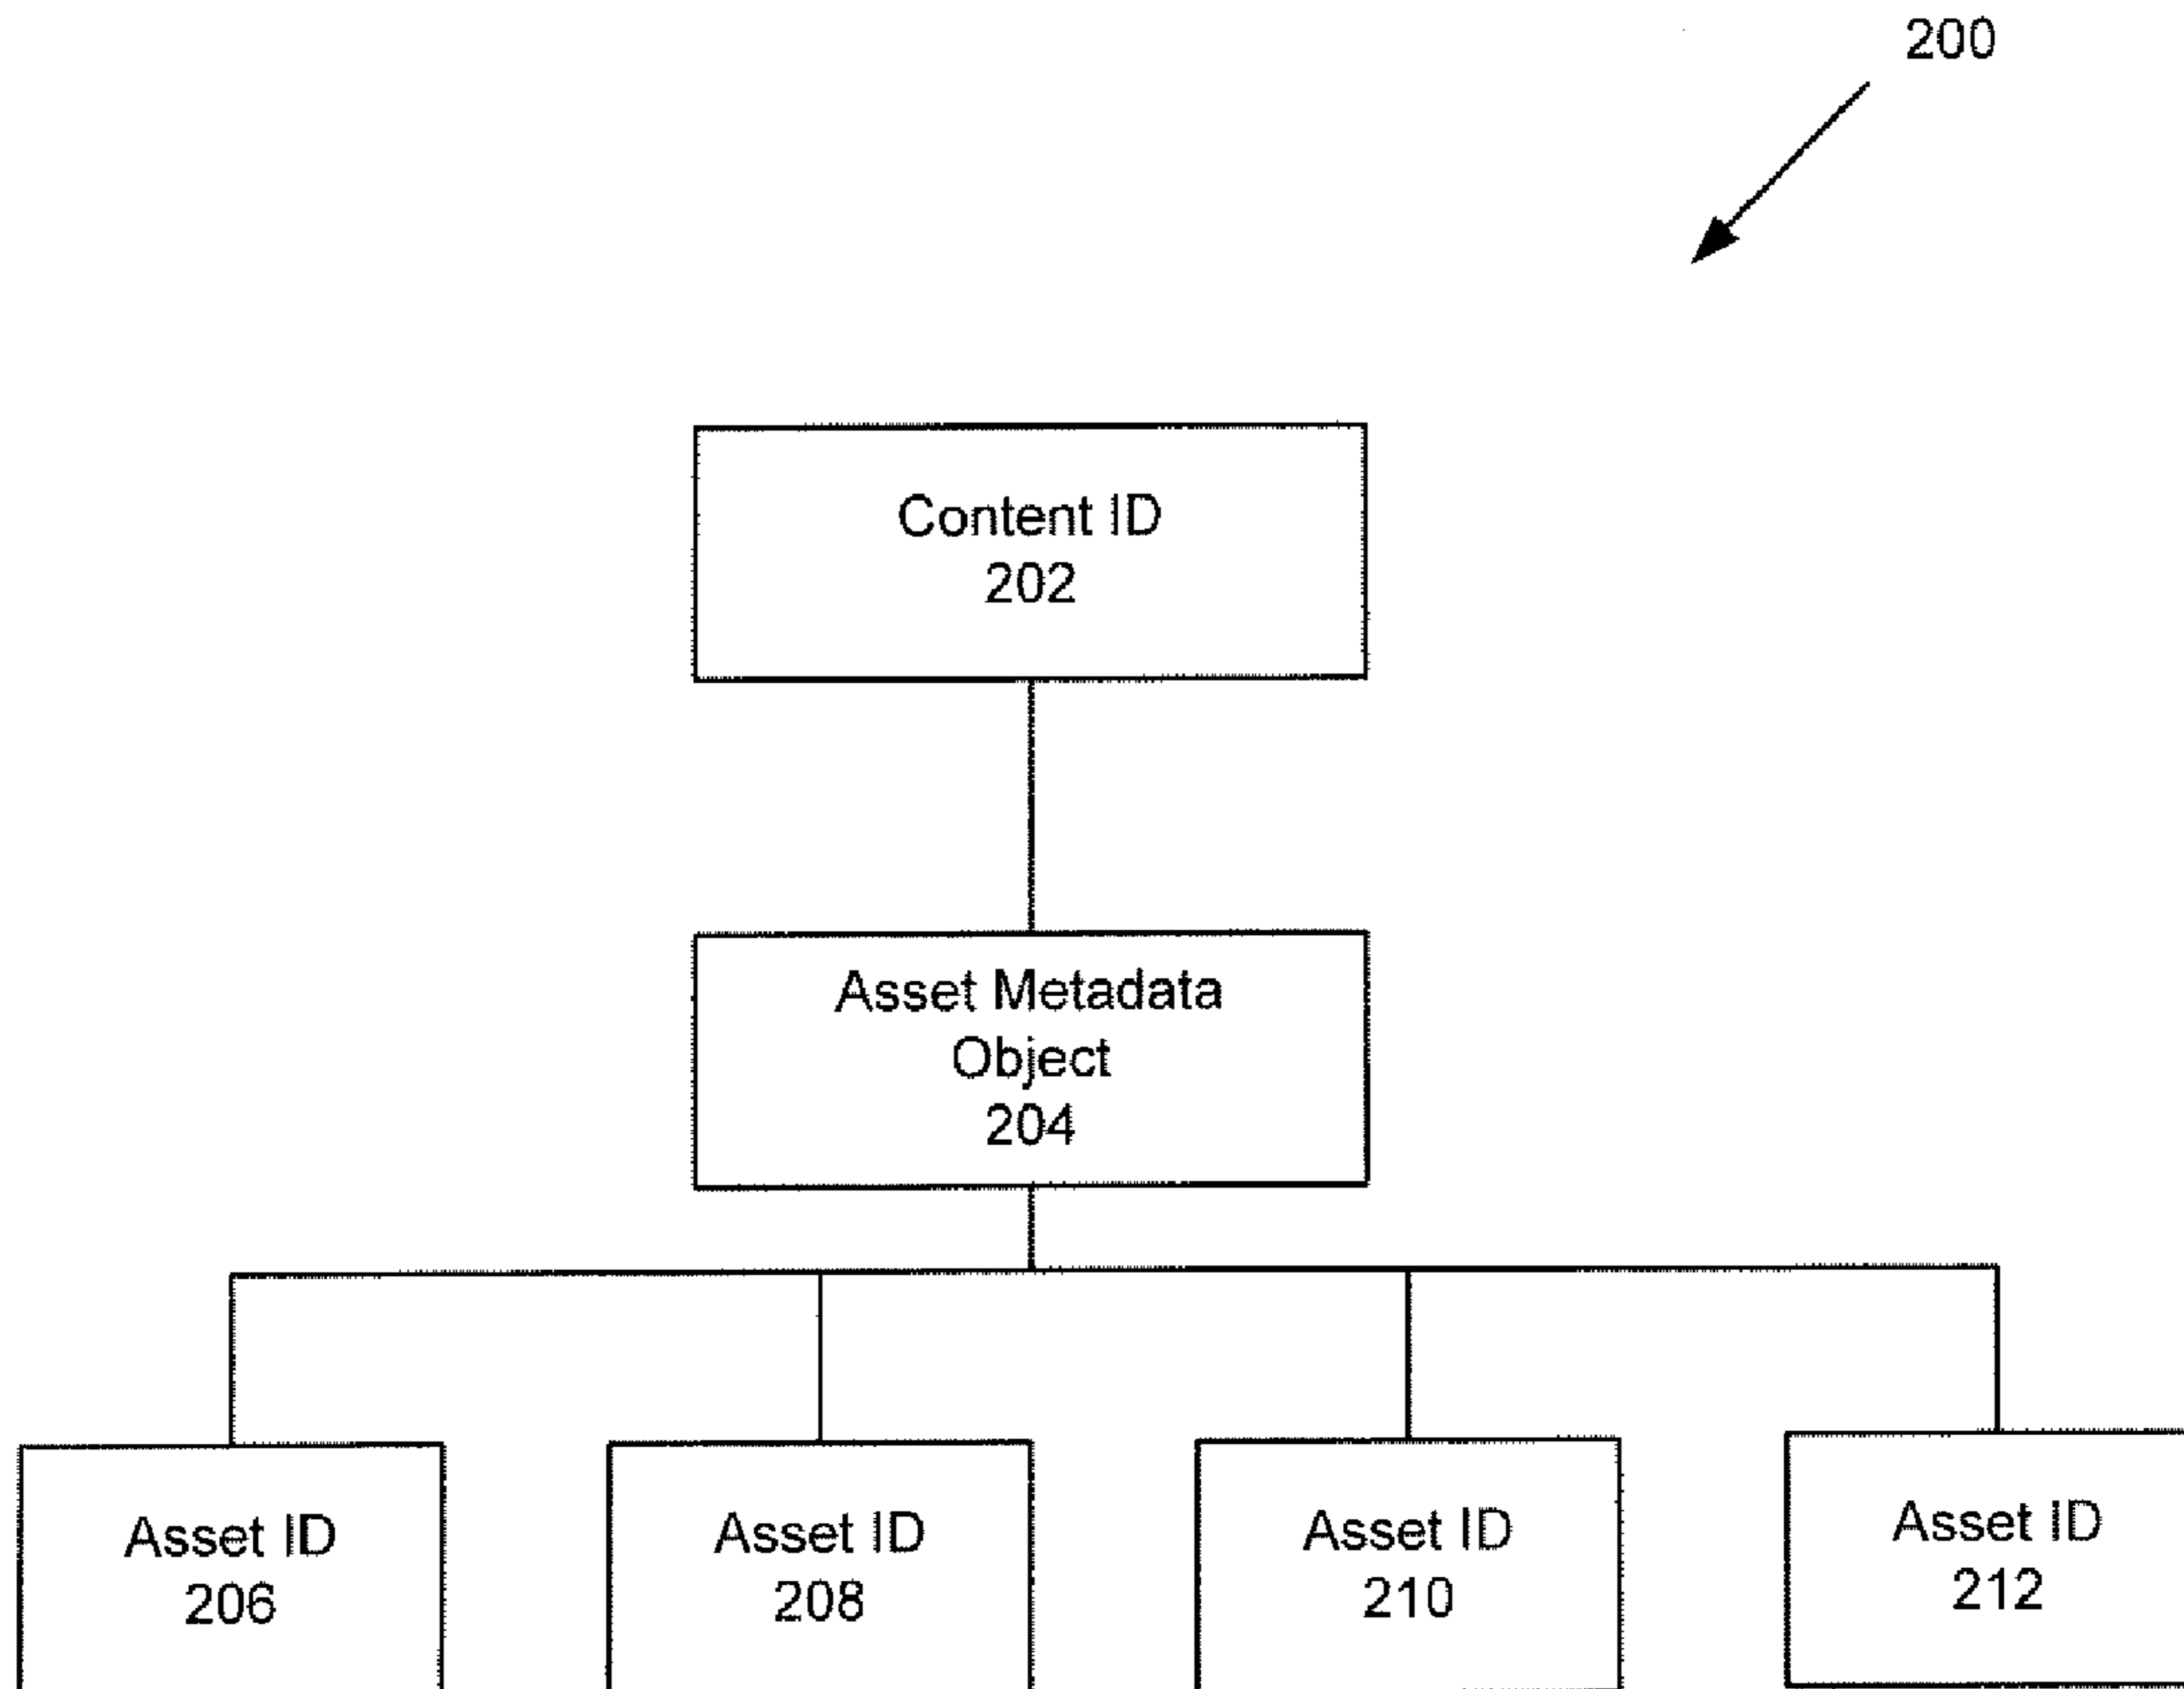 200
Content ID
202
Asset Metadata
Object
204
Asset ID
206
Asset ID
208
Asset ID
210
Asset ID
212